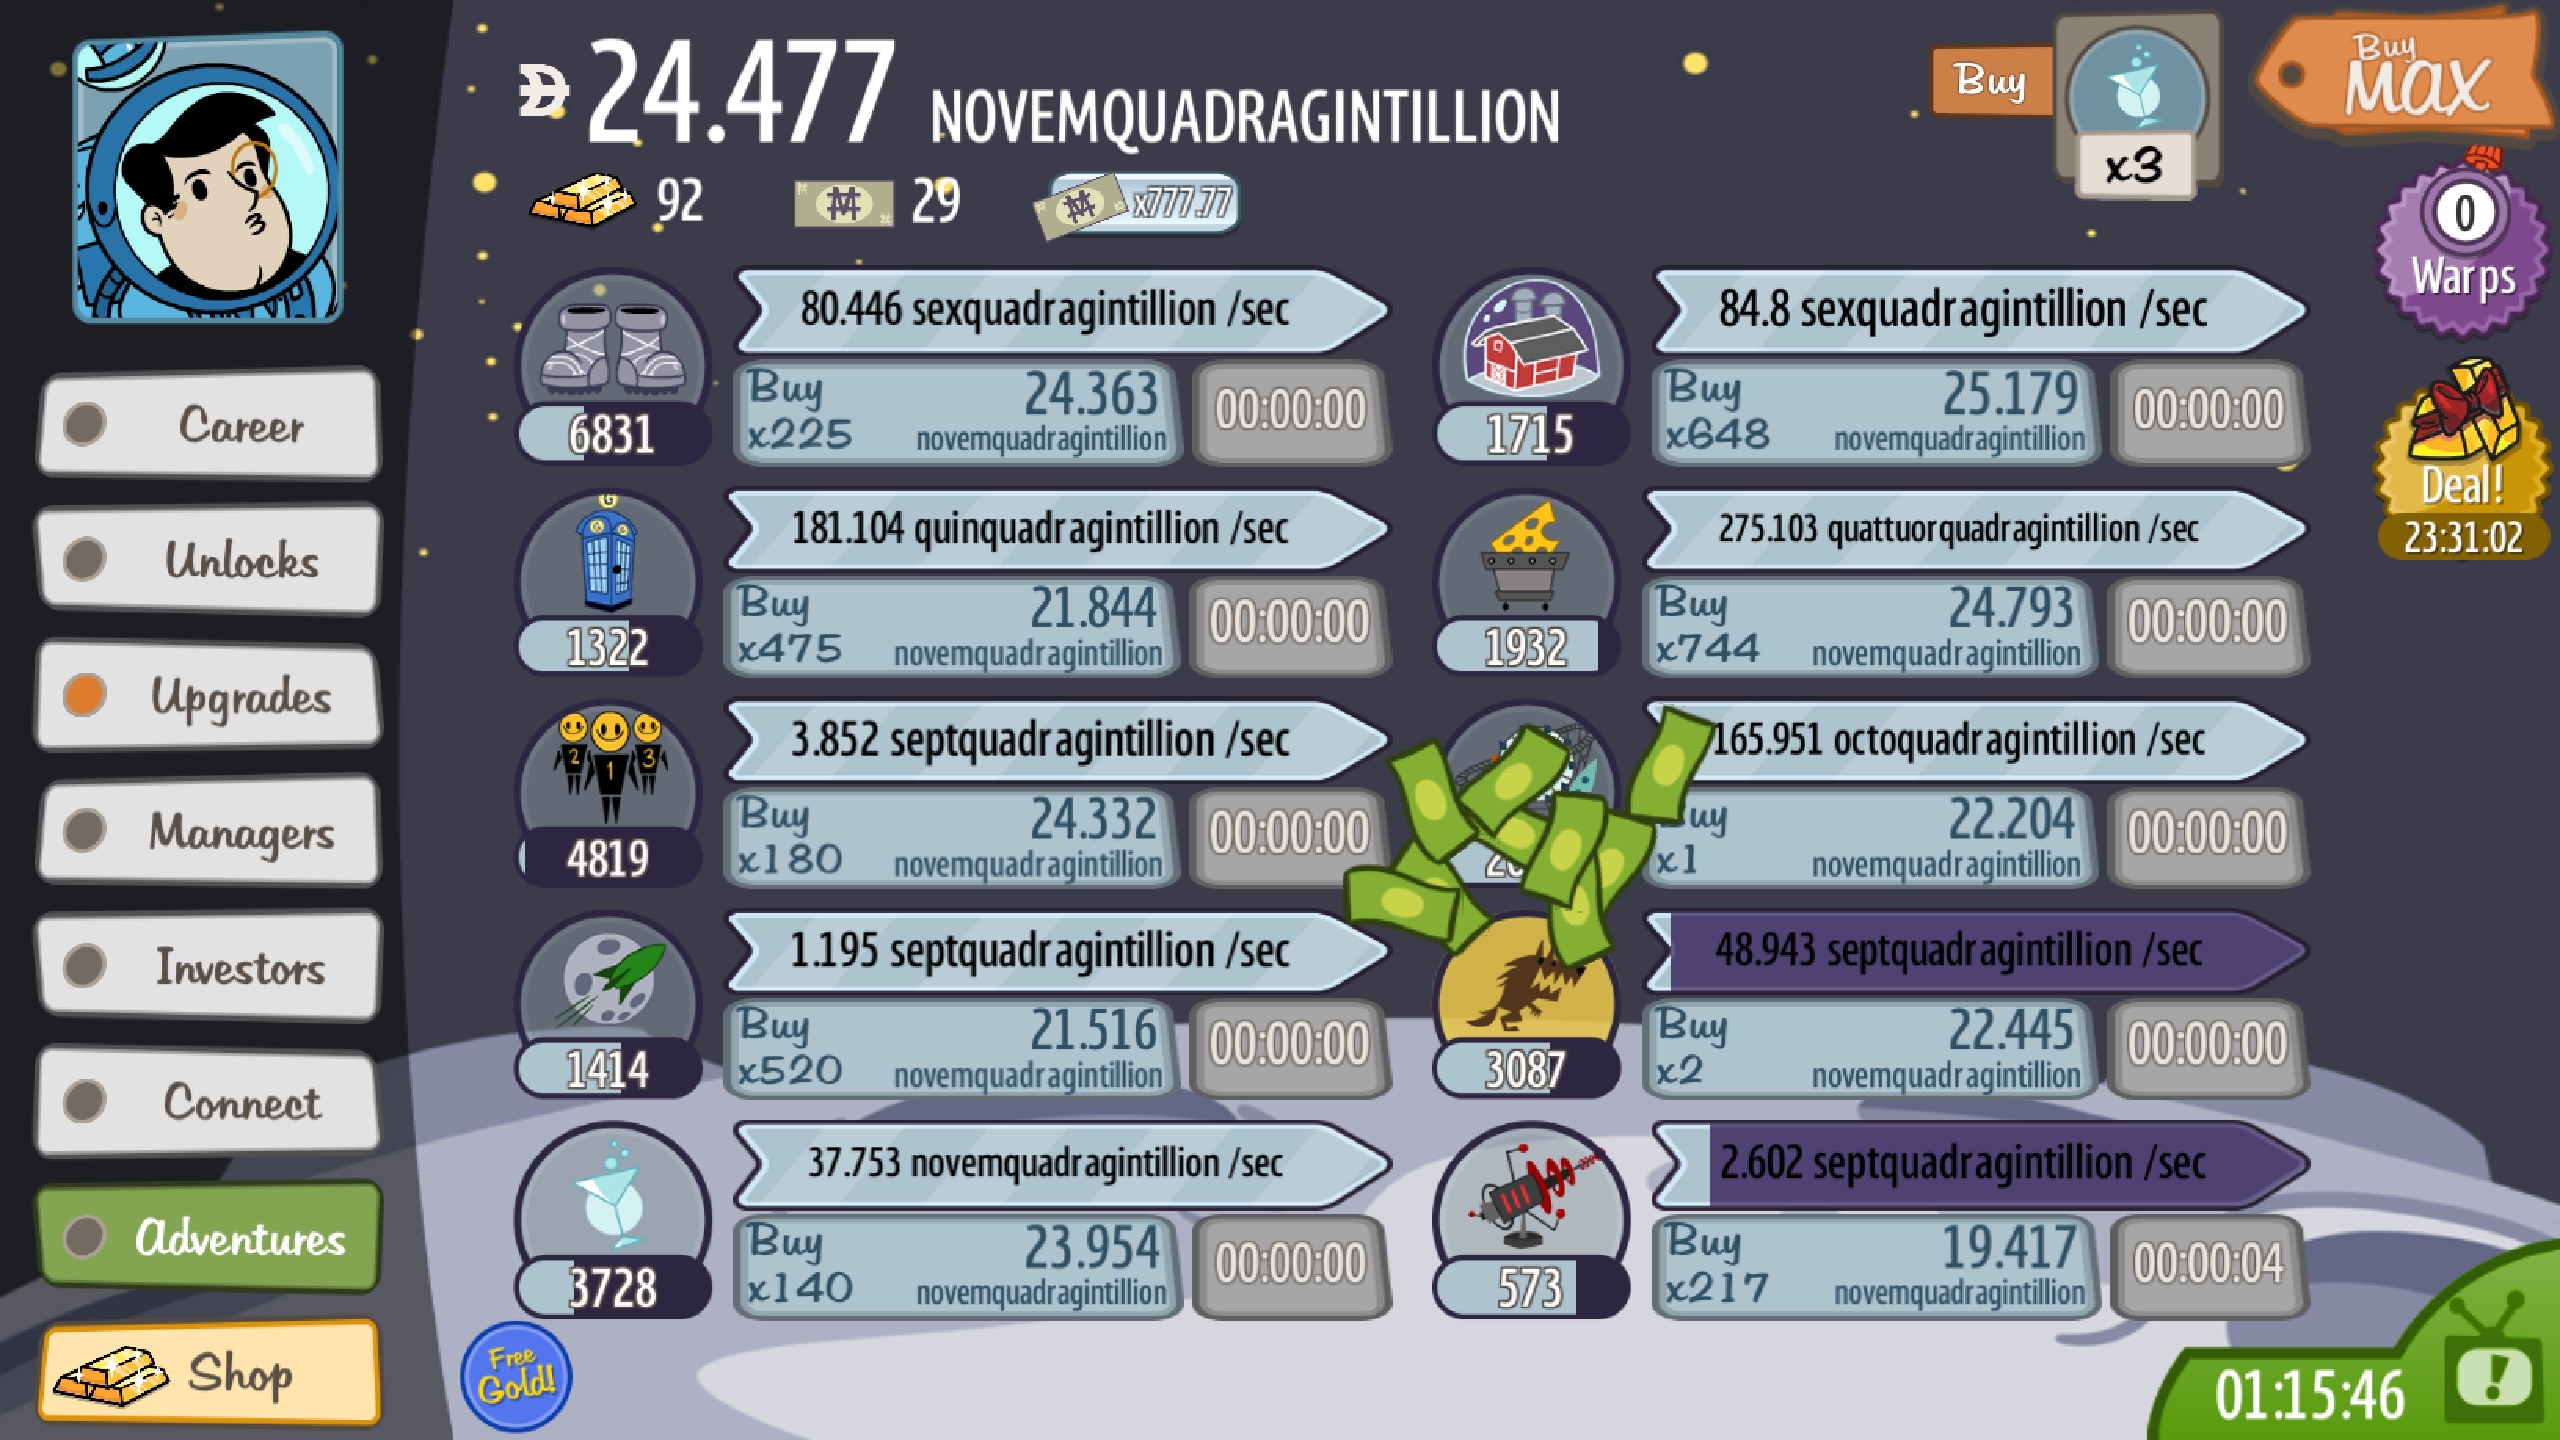 24.477 NOVEMQUADRAGINTILLION
Buy
x3
Buy
MAX
92
29
x777.77
0
Warps
Deal!
23:31:02
Career
Unlocks
Upgrades
Managers
Investors
Connect
Adventures
Shop
80.446 sexquadragintillion /sec
6831
Buy
x225
24.363
novemquadragintillion
00:00:00
84.8 sexquadragintillion /sec
1715
Buy
x648
25.179
novemquadragintillion
00:00:00
G
181.104 quinquadragintillion /sec
1322
Buy
x475
21.844
novemquadragintillion
00:00:00
275.103 quattuorquadragintillion /sec
1932
Buy
x744
24.793
novemquadragintillion
00:00:00
2 1 3
3.852 septquadragintillion /sec
4819
Buy
x180
24.332
novemquadragintillion
00:00:00
165.951 octoquadragintillion /sec
x1
22.204
novemquadragintillion
00:00:00
1.195 septquadragintillion /sec
1414
Buy
x520
21.516
novemquadragintillion
00:00:00
48.943 septquadragintillion /sec
3087
Buy
x2
22.445
novemquadragintillion
00:00:00
37.753 novemquadragintillion /sec
3728
Buy
x140
23.954
novemquadragintillion
00:00:00
2.602 septquadragintillion /sec
573
Buy
x217
19.417
novemquadragintillion
00:00:04
Free
Gold!
01:15:46
!